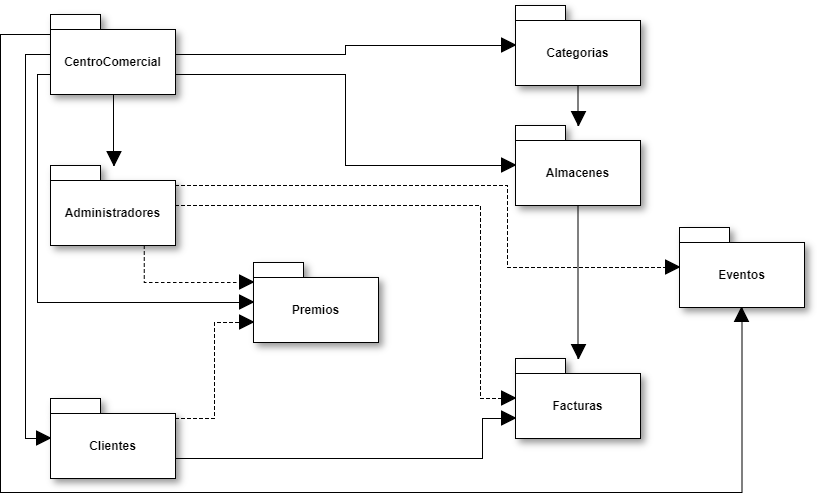 CentroComercial
Categorias
Almacenes
Administradores
Eventos
Premios
Facturas
Clientes